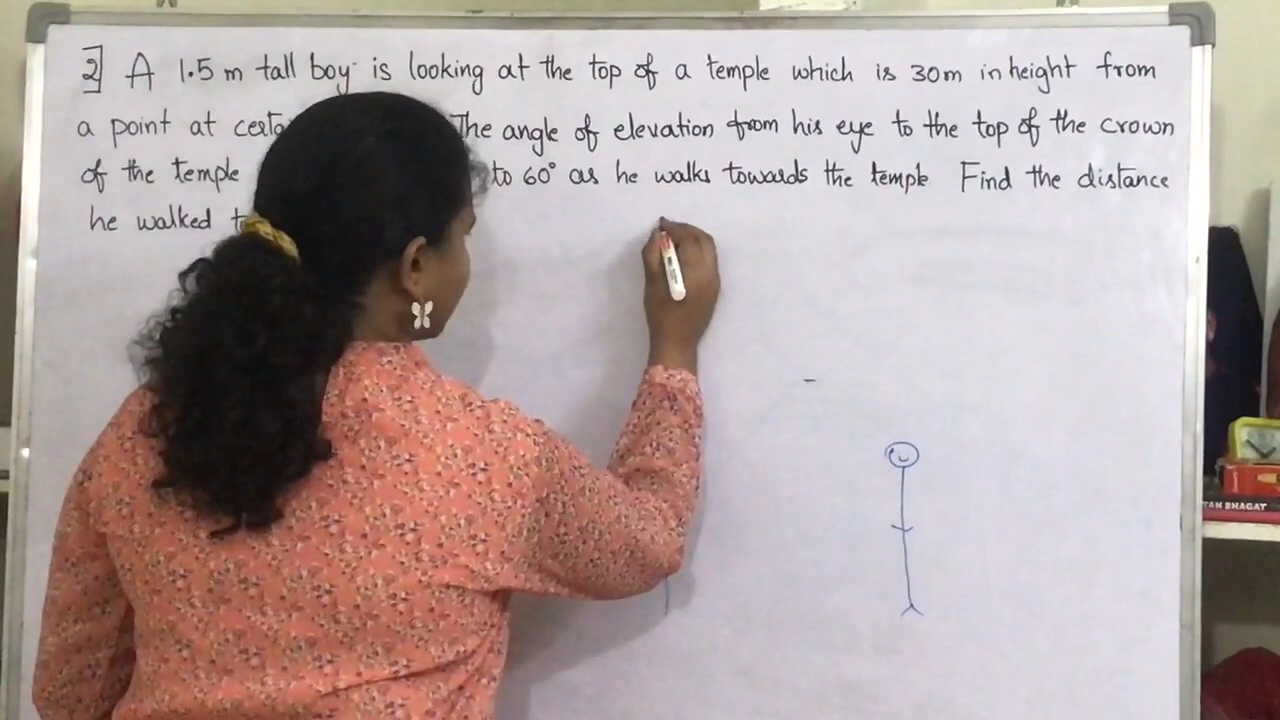 2] A 1.5 m tall boy is looking at the top of a temple which is 30m in height from
a point at The angle of elevation from his eye to the top of the crown
of the temple to 60° as he walks towards the temple. Find the distance
he walked
TAN BHAGAT